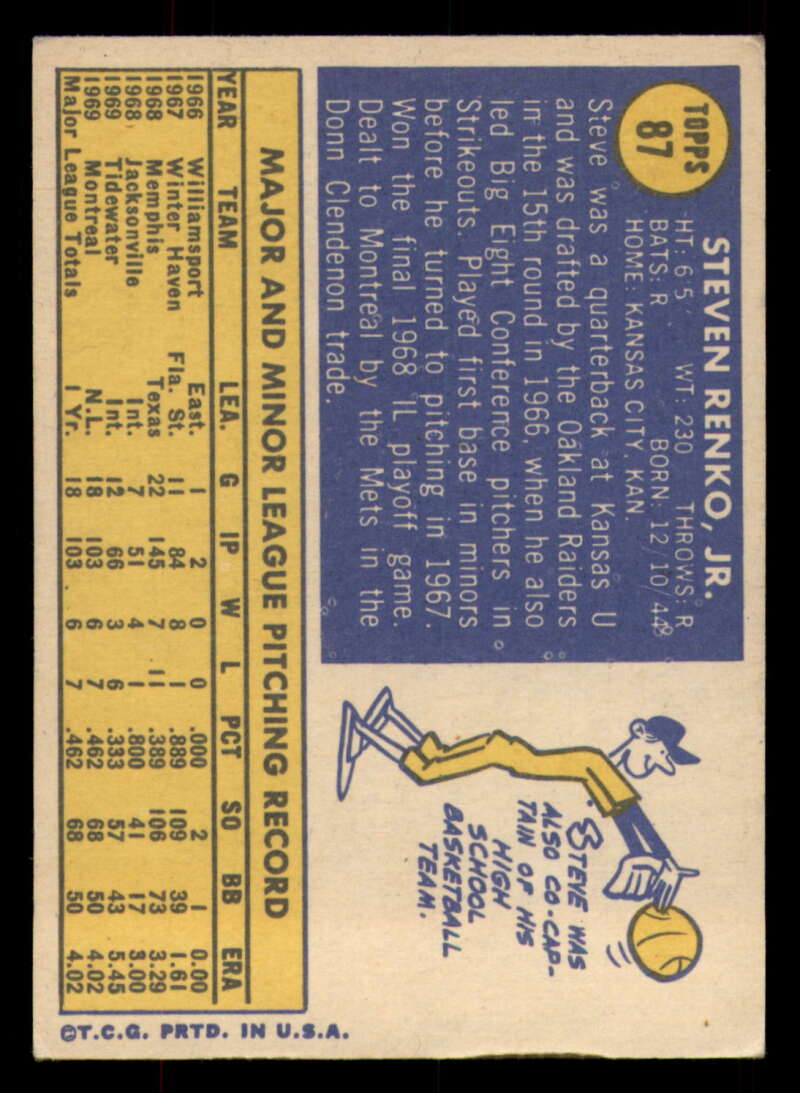 TOPPS
87
STEVEN RENKO, JR.
HT: 6'5" WT: 230 THROWS: R
BATS: R BORN: 12/10/44
HOME: KANSAS CITY, KAN.
Steve was a quarterback at Kansas U
and was drafted by the Oakland Raiders
in the 15th round in 1966, when he also
led Big Eight Conference pitchers in
Strikeouts. Played first base in minors
before he turned to pitching in 1967.
Won the final 1968 IL playoff game.
Dealt to Montreal by the Mets in the
Donn Clendenon trade.
STEVE WAS
ALSO CO-CAP-
TAIN OF HIS
HIGH
SCHOOL
BASKETBALL
TEAM.
MAJOR AND MINOR LEAGUE PITCHING RECORD
YEAR TEAM LEA. G IP W L PCT SO BB ERA
1966 Williamsport East. 1 2 0 0 .000 2 1 0.00
1967 Winter Haven Fla. St. 11 84 8 1 .889 109 39 1.61
1968 Memphis Texas 22 145 7 11 .389 106 73 3.29
1968 Jacksonville Int. 7 51 4 1 .800 41 17 3.00
1969 Tidewater Int. 12 66 3 6 .333 57 43 5.45
1969 Montreal N.L. 18 103 6 7 .462 68 50 4.02
Major League Totals 1 Yr. 18 103 6 7 .462 68 50 4.02
©T.C.G. PRTD. IN U.S.A.